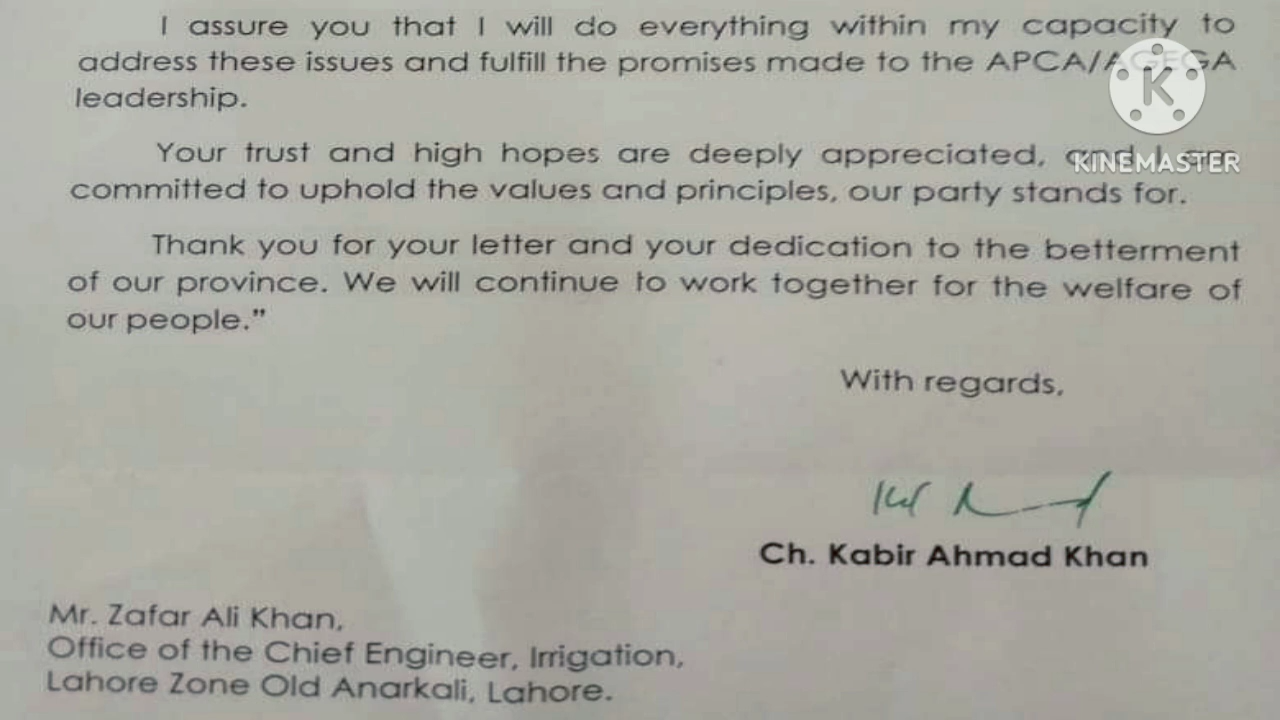 I assure you that I will do everything within my capacity to
address these issues and fulfill the promises made to the APCA/AGEGA
leadership.
Your trust and high hopes are deeply appreciated, and I am
committed to uphold the values and principles, our party stands for.
Thank you for your letter and your dedication to the betterment
of our province. We will continue to work together for the welfare of
our people.”
With regards,
Ch. Kabir Ahmad Khan
Mr. Zafar Ali Khan,
Office of the Chief Engineer, Irrigation,
Lahore Zone Old Anarkali, Lahore.
K
KINEMASTER